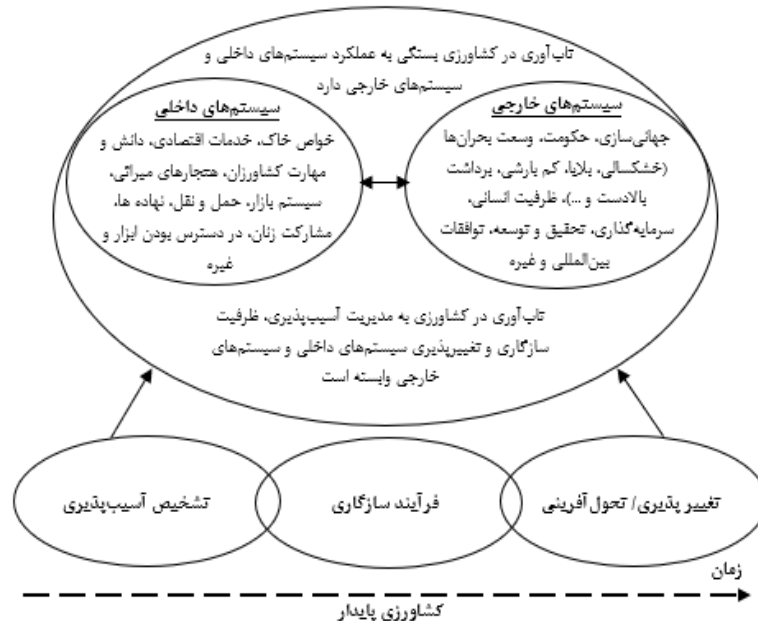 تاب‌آوری در کشاورزی بستگی به عملکرد سیستم‌های داخلی و
سیستم‌های خارجی دارد
سیستم‌های خارجی
جهانی‌سازی، حکومت، وسعت بحران‌ها
(خشکسالی، بلایا، کم بارشی، برداشت
بالادست و ...)، ظرفیت انسانی،
سرمایه‌گذاری، تحقیق و توسعه، توافقات
بین‌المللی و غیره
سیستم‌های داخلی
خواص خاک، خدمات اقتصادی، دانش و
مهارت کشاورزان، هنجارهای میراثی،
سیستم بازار، حمل و نقل، نهاده ها،
مشارکت زنان، در دسترس بودن ابزار و
غیره
تاب‌آوری در کشاورزی به مدیریت آسیب‌پذیری، ظرفیت
سازگاری و تغییرپذیری سیستم‌های داخلی و سیستم‌های
خارجی وابسته است
تغییر پذیری/ تحول‌آفرینی
فرآیند سازگاری
تشخیص آسیب‌پذیری
زمان
کشاورزی پایدار